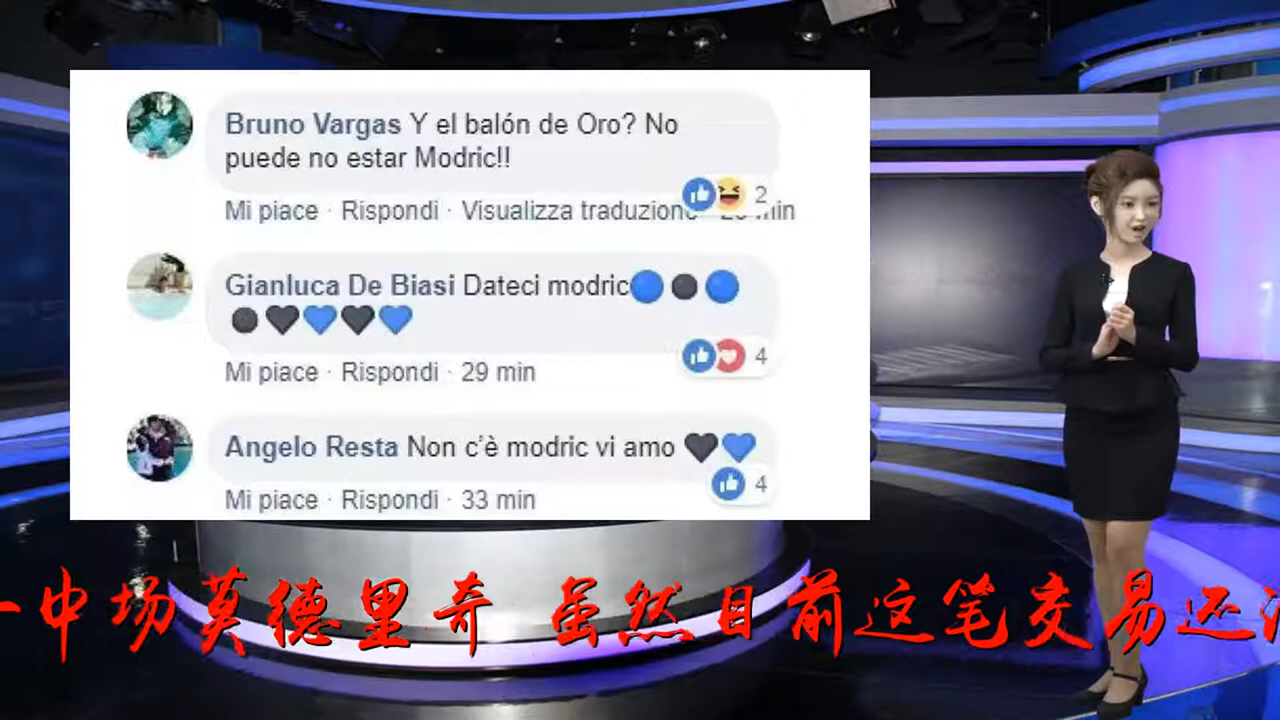 Bruno Vargas Y el balón de Oro? No
puede no estar Modric!!
2
Mi piace · Rispondi · Visualizza traduzione · min
Gianluca De Biasi Dateci modric🔵⚫🔵
⚫🖤💙🖤💙
4
Mi piace · Rispondi · 29 min
Angelo Resta Non c'è modric vi amo 🖤💙
4
Mi piace · Rispondi · 33 min
中场莫德里奇 虽然目前这笔交易还